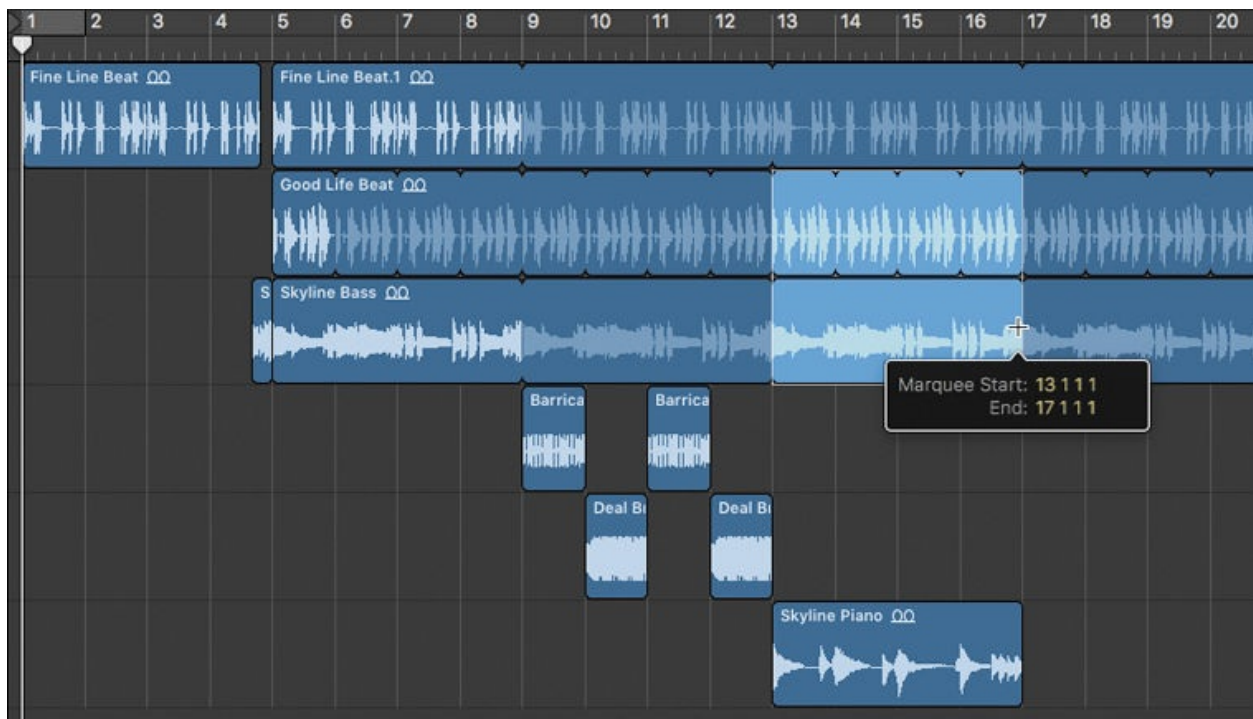 1 2 3 4 5 6 7 8 9 10 11 12 13 14 15 16 17 18 19 20
Fine Line Beat
Fine Line Beat.1
Good Life Beat
S
Skyline Bass
Marquee Start: 13 1 1 1
End: 17 1 1 1
Barrica
Barrica
Deal Br
Deal Br
Skyline Piano